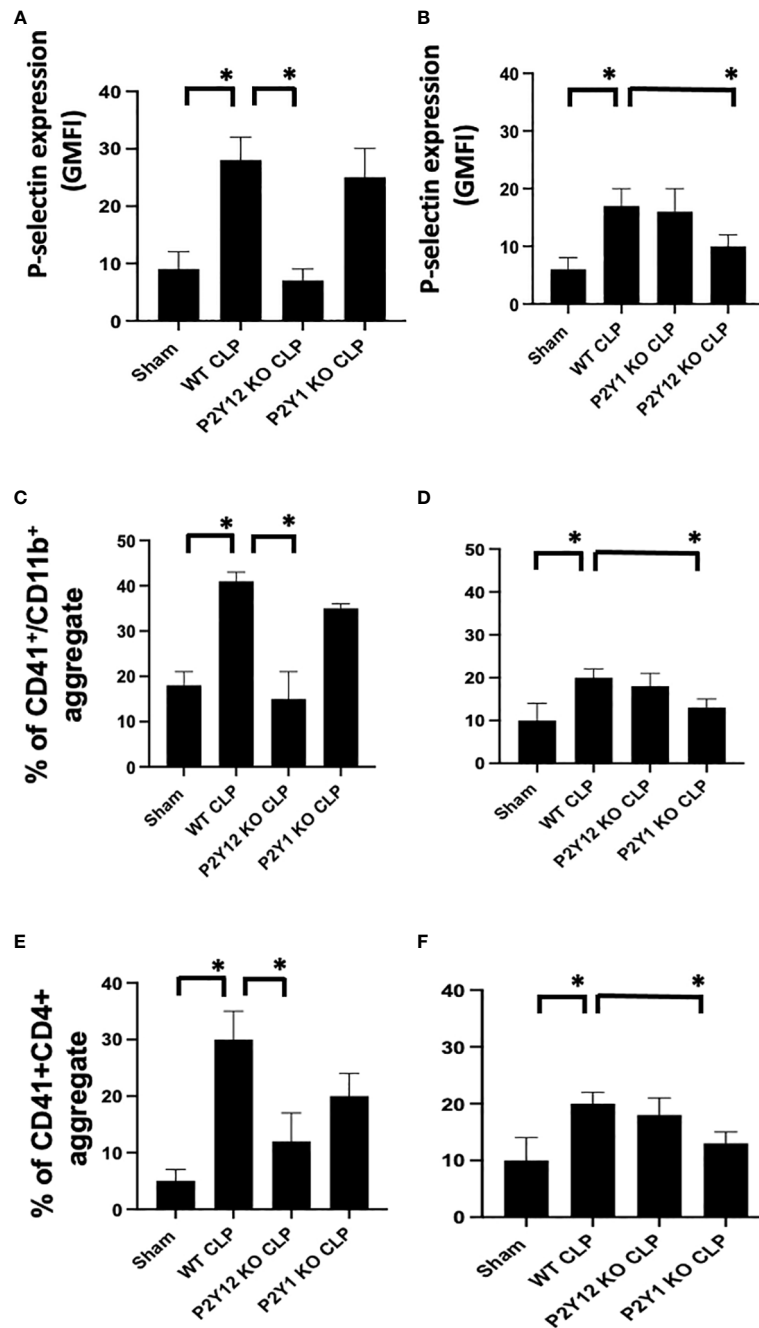 A
P-selectin expression
(GMFI)
40
30
20
10
0
*
*
Sham
WT CLP
P2Y12 KO CLP
P2Y1 KO CLP
B
P-selectin expression
(GMFI)
40
30
20
10
0
*
*
Sham
WT CLP
P2Y1 KO CLP
P2Y12 KO CLP
C
% of CD41+/CD11b+
aggregate
50
40
30
20
10
0
*
*
Sham
WT CLP
P2Y12 KO CLP
P2Y1 KO CLP
D
50
40
30
20
10
0
*
*
Sham
WT CLP
P2Y12 KO CLP
P2Y1 KO CLP
E
% of CD41+CD4+
aggregate
40
30
20
10
0
*
*
Sham
WT CLP
P2Y12 KO CLP
P2Y1 KO CLP
F
40
30
20
10
0
*
*
Sham
WT CLP
P2Y12 KO CLP
P2Y1 KO CLP